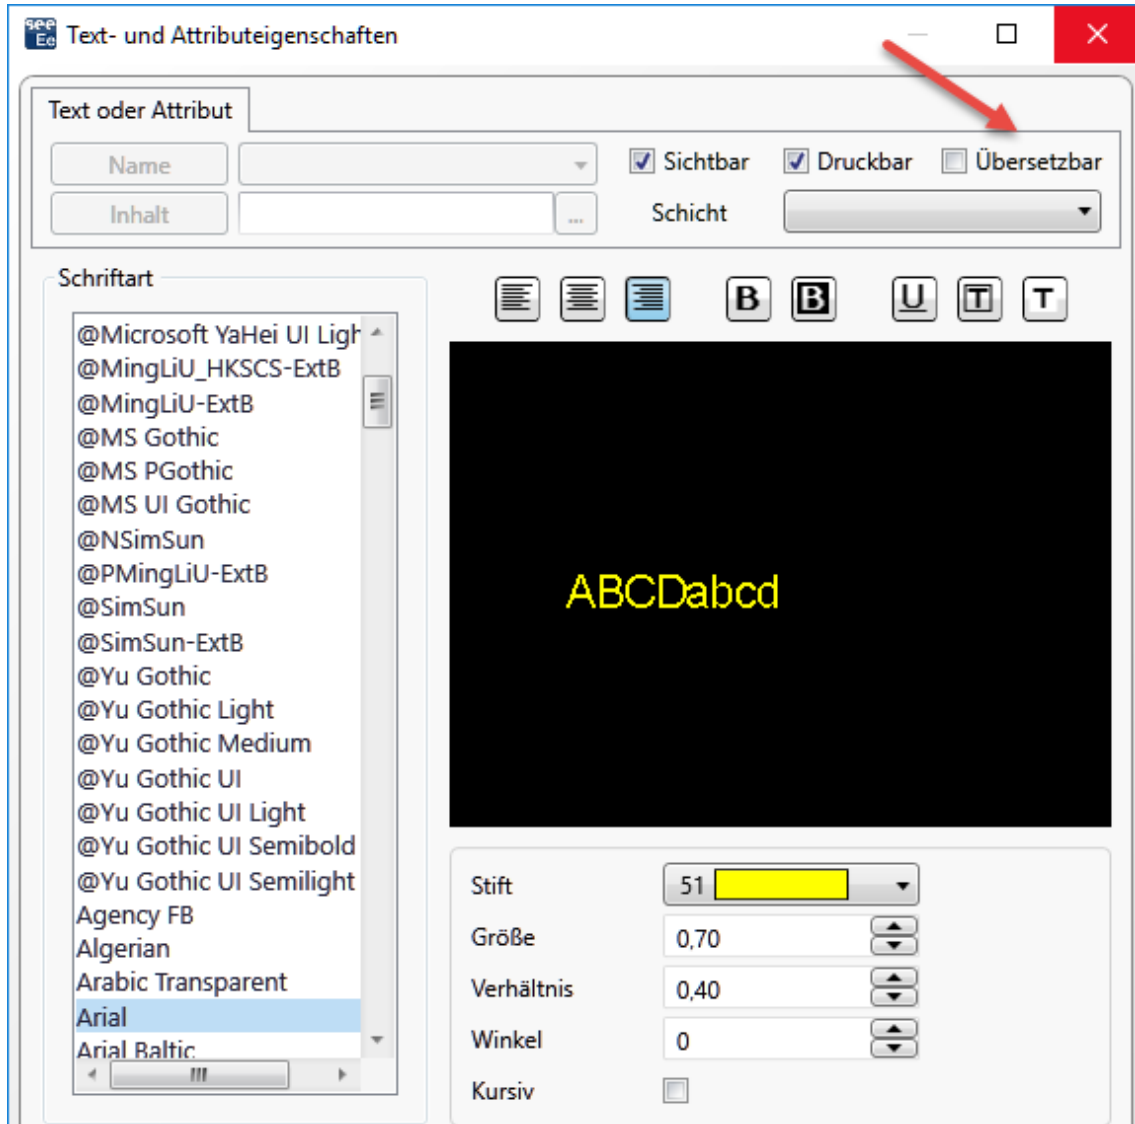 see
Ee
Text- und Attributeigenschaften
Text oder Attribut
Name
Sichtbar
Druckbar
Übersetzbar
Inhalt
...
Schicht
Schriftart
B
B
U
T
T
@Microsoft YaHei UI Ligh
@MingLiU_HKSCS-ExtB
@MingLiU-ExtB
@MS Gothic
@MS PGothic
@MS UI Gothic
@NSimSun
@PMingLiU-ExtB
@SimSun
@SimSun-ExtB
@Yu Gothic
@Yu Gothic Light
@Yu Gothic Medium
@Yu Gothic UI
@Yu Gothic UI Light
@Yu Gothic UI Semibold
@Yu Gothic UI Semilight
Agency FB
Algerian
Arabic Transparent
Arial
Arial Baltic
ABCDabcd
Stift
51
Größe
0,70
Verhältnis
0,40
Winkel
0
Kursiv